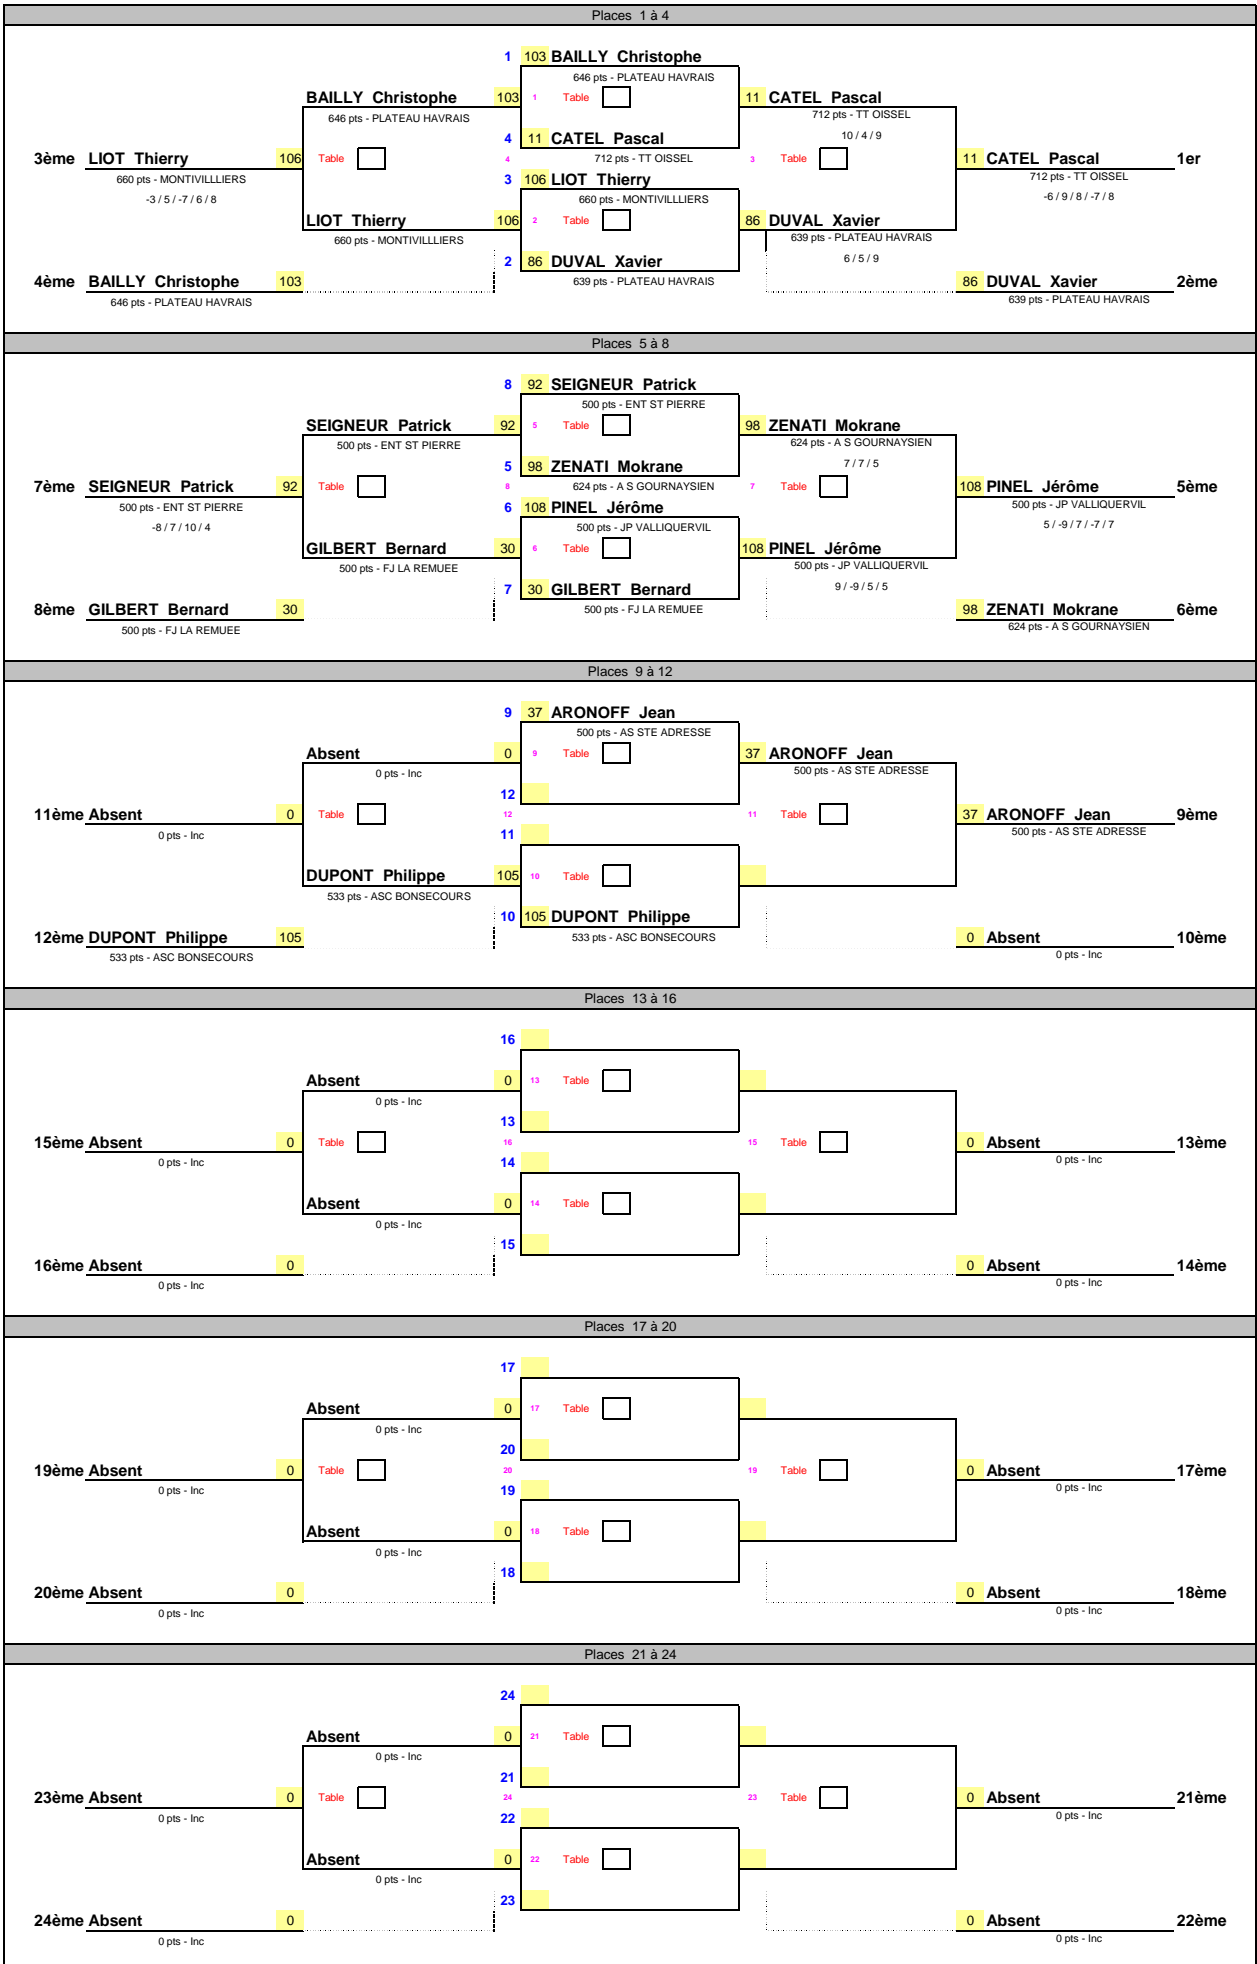 Places 1 à 4
1 103 BAILLY Christophe
646 pts - PLATEAU HAVRAIS
BAILLY Christophe 103 1 Table 11 CATEL Pascal
646 pts - PLATEAU HAVRAIS 712 pts - TT OISSEL
4 11 CATEL Pascal 10 / 4 / 9
3ème LIOT Thierry 106 Table 4 712 pts - TT OISSEL 3 Table 11 CATEL Pascal 1er
660 pts - MONTIVILLLIERS 3 106 LIOT Thierry 712 pts - TT OISSEL
-3 / 5 / -7 / 6 / 8 660 pts - MONTIVILLLIERS -6 / 9 / 8 / -7 / 8
LIOT Thierry 106 2 Table 86 DUVAL Xavier
660 pts - MONTIVILLLIERS 639 pts - PLATEAU HAVRAIS
2 86 DUVAL Xavier 6 / 5 / 9
4ème BAILLY Christophe 103 639 pts - PLATEAU HAVRAIS 86 DUVAL Xavier 2ème
646 pts - PLATEAU HAVRAIS 639 pts - PLATEAU HAVRAIS
Places 5 à 8
8 92 SEIGNEUR Patrick
500 pts - ENT ST PIERRE
SEIGNEUR Patrick 92 5 Table 98 ZENATI Mokrane
500 pts - ENT ST PIERRE 624 pts - A S GOURNAYSIEN
5 98 ZENATI Mokrane 7 / 7 / 5
7ème SEIGNEUR Patrick 92 Table 8 624 pts - A S GOURNAYSIEN 7 Table 108 PINEL Jérôme 5ème
500 pts - ENT ST PIERRE 6 108 PINEL Jérôme 500 pts - JP VALLIQUERVIL
-8 / 7 / 10 / 4 500 pts - JP VALLIQUERVIL 5 / -9 / 7 / -7 / 7
GILBERT Bernard 30 6 Table 108 PINEL Jérôme
500 pts - FJ LA REMUEE 500 pts - JP VALLIQUERVIL
7 30 GILBERT Bernard 9 / -9 / 5 / 5
8ème GILBERT Bernard 30 500 pts - FJ LA REMUEE 98 ZENATI Mokrane 6ème
500 pts - FJ LA REMUEE 624 pts - A S GOURNAYSIEN
Places 9 à 12
9 37 ARONOFF Jean
500 pts - AS STE ADRESSE
Absent 0 9 Table 37 ARONOFF Jean
0 pts - Inc 500 pts - AS STE ADRESSE
12
11ème Absent 0 Table 12 11 Table 37 ARONOFF Jean 9ème
0 pts - Inc 11 500 pts - AS STE ADRESSE
DUPONT Philippe 105 10 Table
533 pts - ASC BONSECOURS
10 105 DUPONT Philippe
12ème DUPONT Philippe 105 533 pts - ASC BONSECOURS 0 Absent 10ème
533 pts - ASC BONSECOURS 0 pts - Inc
Places 13 à 16
16
Absent 0 13 Table
0 pts - Inc
13
15ème Absent 0 Table 16 15 Table 0 Absent 13ème
0 pts - Inc 14 0 pts - Inc
Absent 0 14 Table
0 pts - Inc
15
16ème Absent 0 0 Absent 14ème
0 pts - Inc 0 pts - Inc
Places 17 à 20
17
Absent 0 17 Table
0 pts - Inc
20
19ème Absent 0 Table 20 19 Table 0 Absent 17ème
0 pts - Inc 19 0 pts - Inc
Absent 0 18 Table
0 pts - Inc
18
20ème Absent 0 0 Absent 18ème
0 pts - Inc 0 pts - Inc
Places 21 à 24
24
Absent 0 21 Table
0 pts - Inc
21
23ème Absent 0 Table 24 23 Table 0 Absent 21ème
0 pts - Inc 22 0 pts - Inc
Absent 0 22 Table
0 pts - Inc
23
24ème Absent 0 0 Absent 22ème
0 pts - Inc 0 pts - Inc